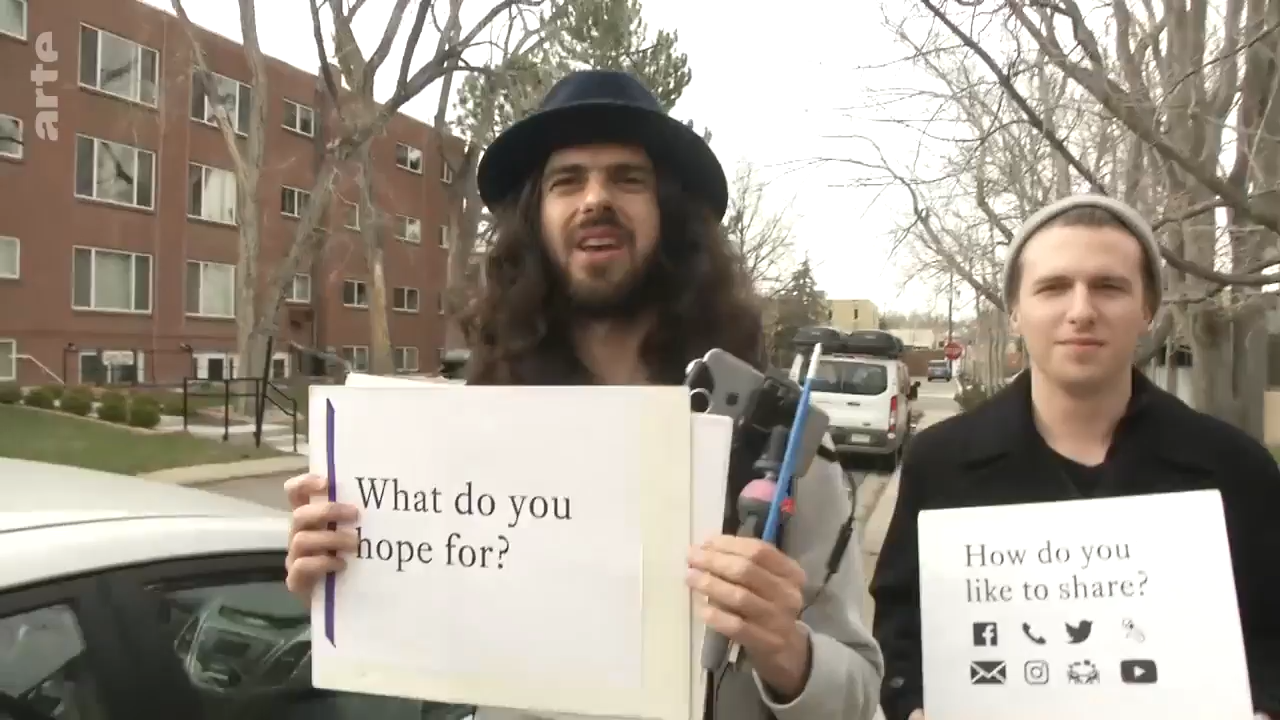 arte
What do you
hope for?
How do you
like to share?